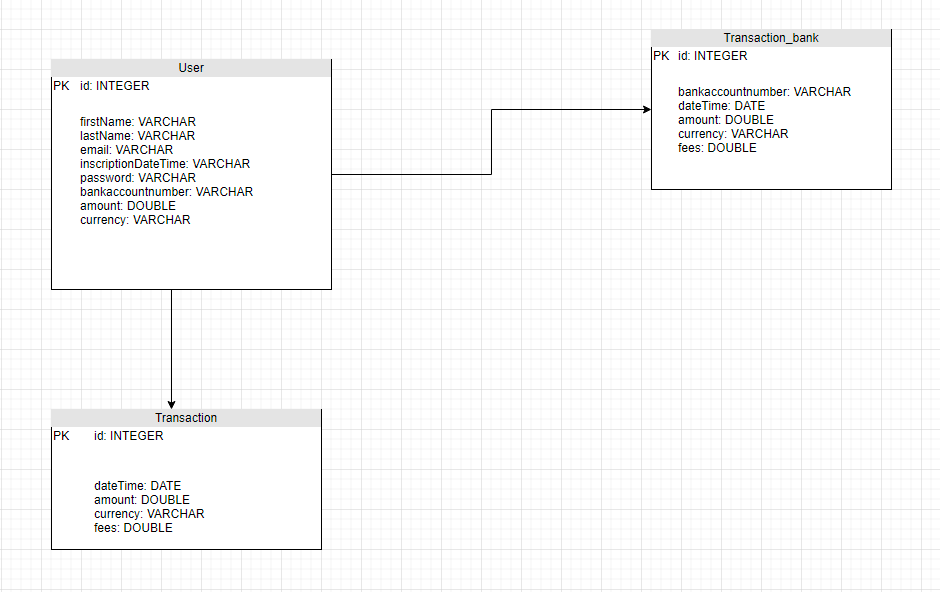 User
PK id: INTEGER
firstName: VARCHAR
lastName: VARCHAR
email: VARCHAR
inscriptionDateTime: VARCHAR
password: VARCHAR
bankaccountnumber: VARCHAR
amount: DOUBLE
currency: VARCHAR
Transaction_bank
PK id: INTEGER
bankaccountnumber: VARCHAR
dateTime: DATE
amount: DOUBLE
currency: VARCHAR
fees: DOUBLE
Transaction
PK id: INTEGER
dateTime: DATE
amount: DOUBLE
currency: VARCHAR
fees: DOUBLE